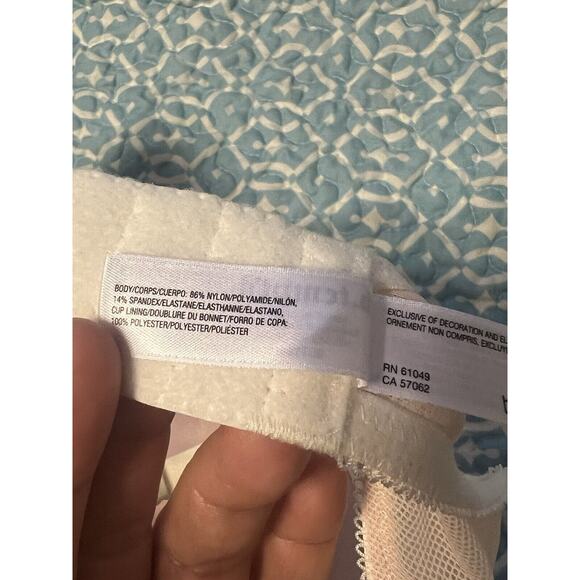 BODY/CORPS/CUERPO: 86% NYLON/POLYAMIDE/NILÓN,
14% SPANDEX/ELASTANE/ELASTHANNE/ELASTANO,
CUP LINING/DOUBLURE DU BONNET/FORRO DE COPA:
100% POLYESTER/POLYESTER/POLIÉSTER
EXCLUSIVE OF DECORATION AND
ORNEMENT NON COMPRIS,
RN 61049
CA 57062